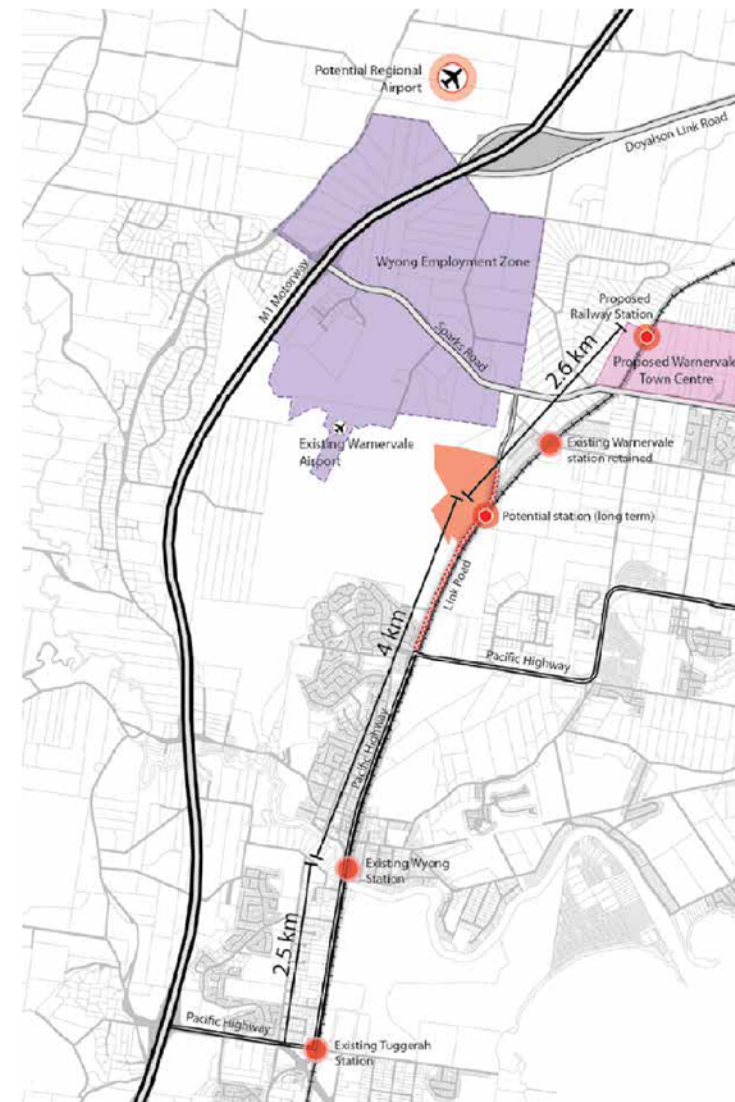 Potential Regional
Airport
Doyalson Link Road
M1 Motorway
Wyong Employment Zone
Sparks Road
Proposed
Railway Station
2.6 km
Proposed Warnervale
Town Centre
Existing Warnervale
Airport
Existing Warnervale
station retained
Potential station (long term)
Link Road
4 km
Pacific Highway
Pacific Highway
Existing Wyong
Station
2.5 km
Pacific Highway
Existing Tuggerah
Station